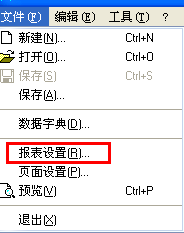 文件(F) 编辑(E) 工具(T) ?
新建(N)... Ctrl+N
打开(O)... Ctrl+O
保存(S) Ctrl+S
保存(A)...
数据字典(D)...
报表设置(R)...
页面设置(P)...
预览(V) Ctrl+P
退出(X)